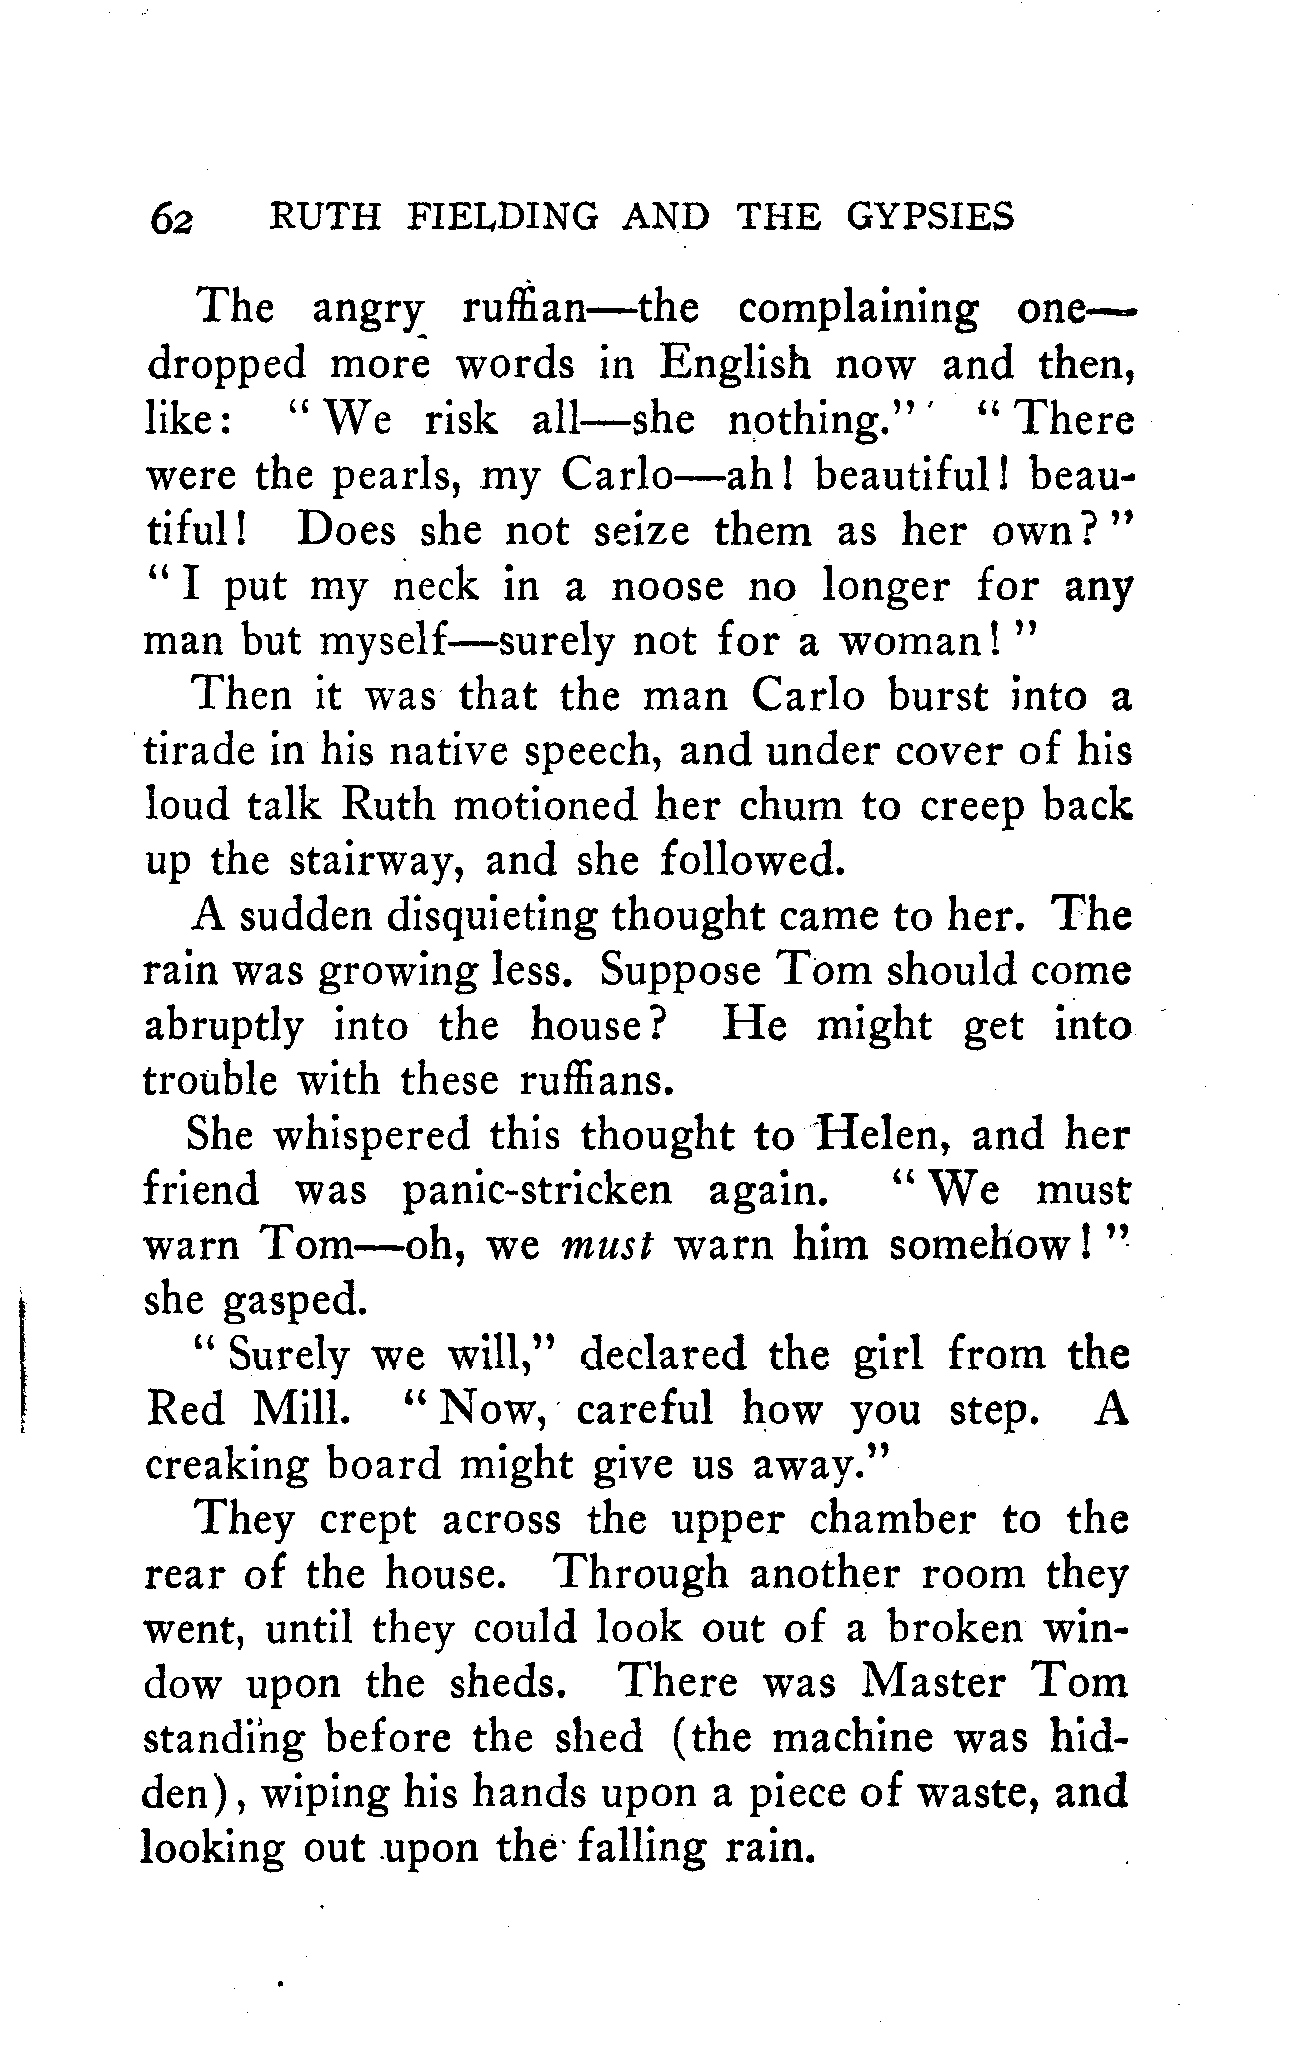 62 RUTH FIELDING AND THE GYPSIES
The angry ruffian—the complaining one—
dropped more words in English now and then,
like: "We risk all—she nothing." "There
were the pearls, my Carlo—ah! beautiful! beau-
tiful! Does she not seize them as her own?"
"I put my neck in a noose no longer for any
man but myself—surely not for a woman!"
Then it was that the man Carlo burst into a
tirade in his native speech, and under cover of his
loud talk Ruth motioned her chum to creep back
up the stairway, and she followed.
A sudden disquieting thought came to her. The
rain was growing less. Suppose Tom should come
abruptly into the house? He might get into
trouble with these ruffians.
She whispered this thought to Helen, and her
friend was panic-stricken again. "We must
warn Tom—oh, we must warn him somehow!"
she gasped.
"Surely we will," declared the girl from the
Red Mill. "Now, careful how you step. A
creaking board might give us away."
They crept across the upper chamber to the
rear of the house. Through another room they
went, until they could look out of a broken win-
dow upon the sheds. There was Master Tom
standing before the shed (the machine was hid-
den), wiping his hands upon a piece of waste, and
looking out upon the falling rain.